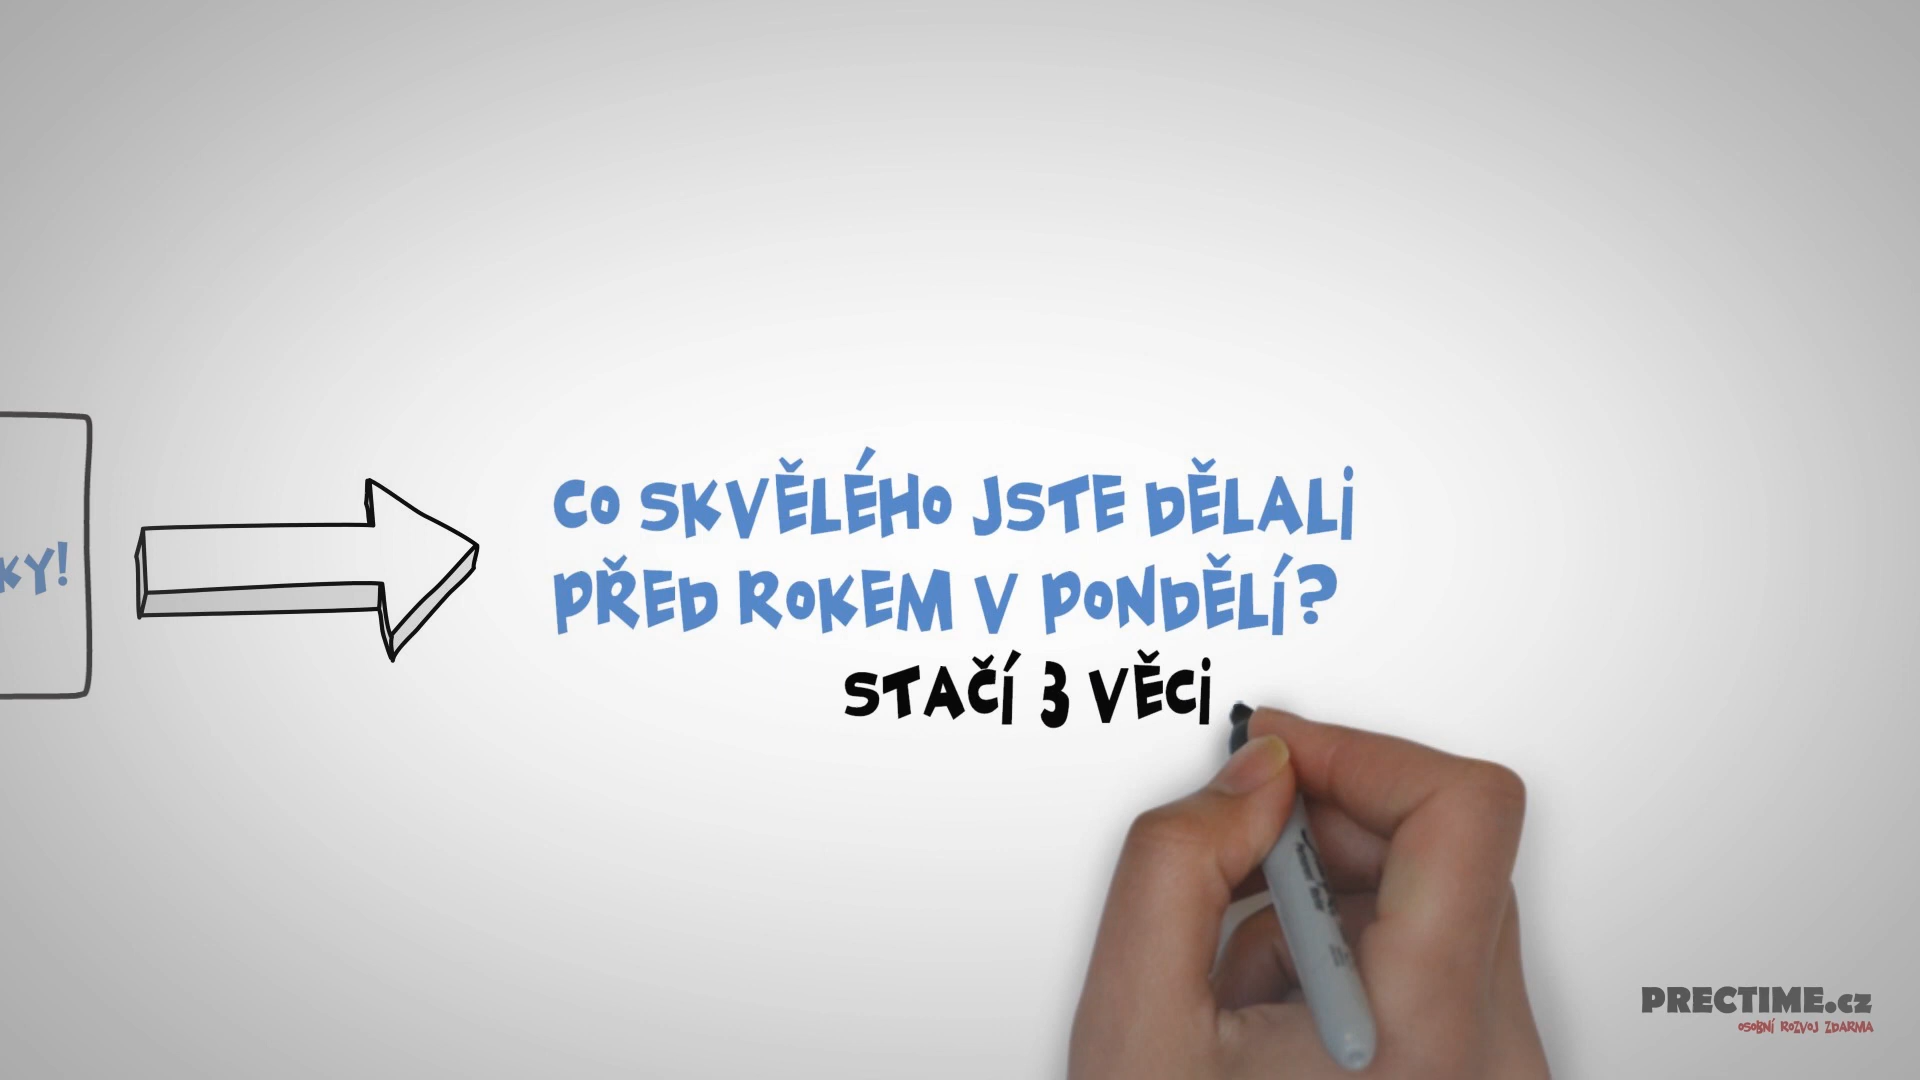 KY!
CO SKVĚLÉHO JSTE DĚLALI
PŘED ROKEM V PONDĚLÍ?
STAČÍ 3 VĚCI
PRECTIME.cz
OSOBNÍ ROZVOJ ZDARMA